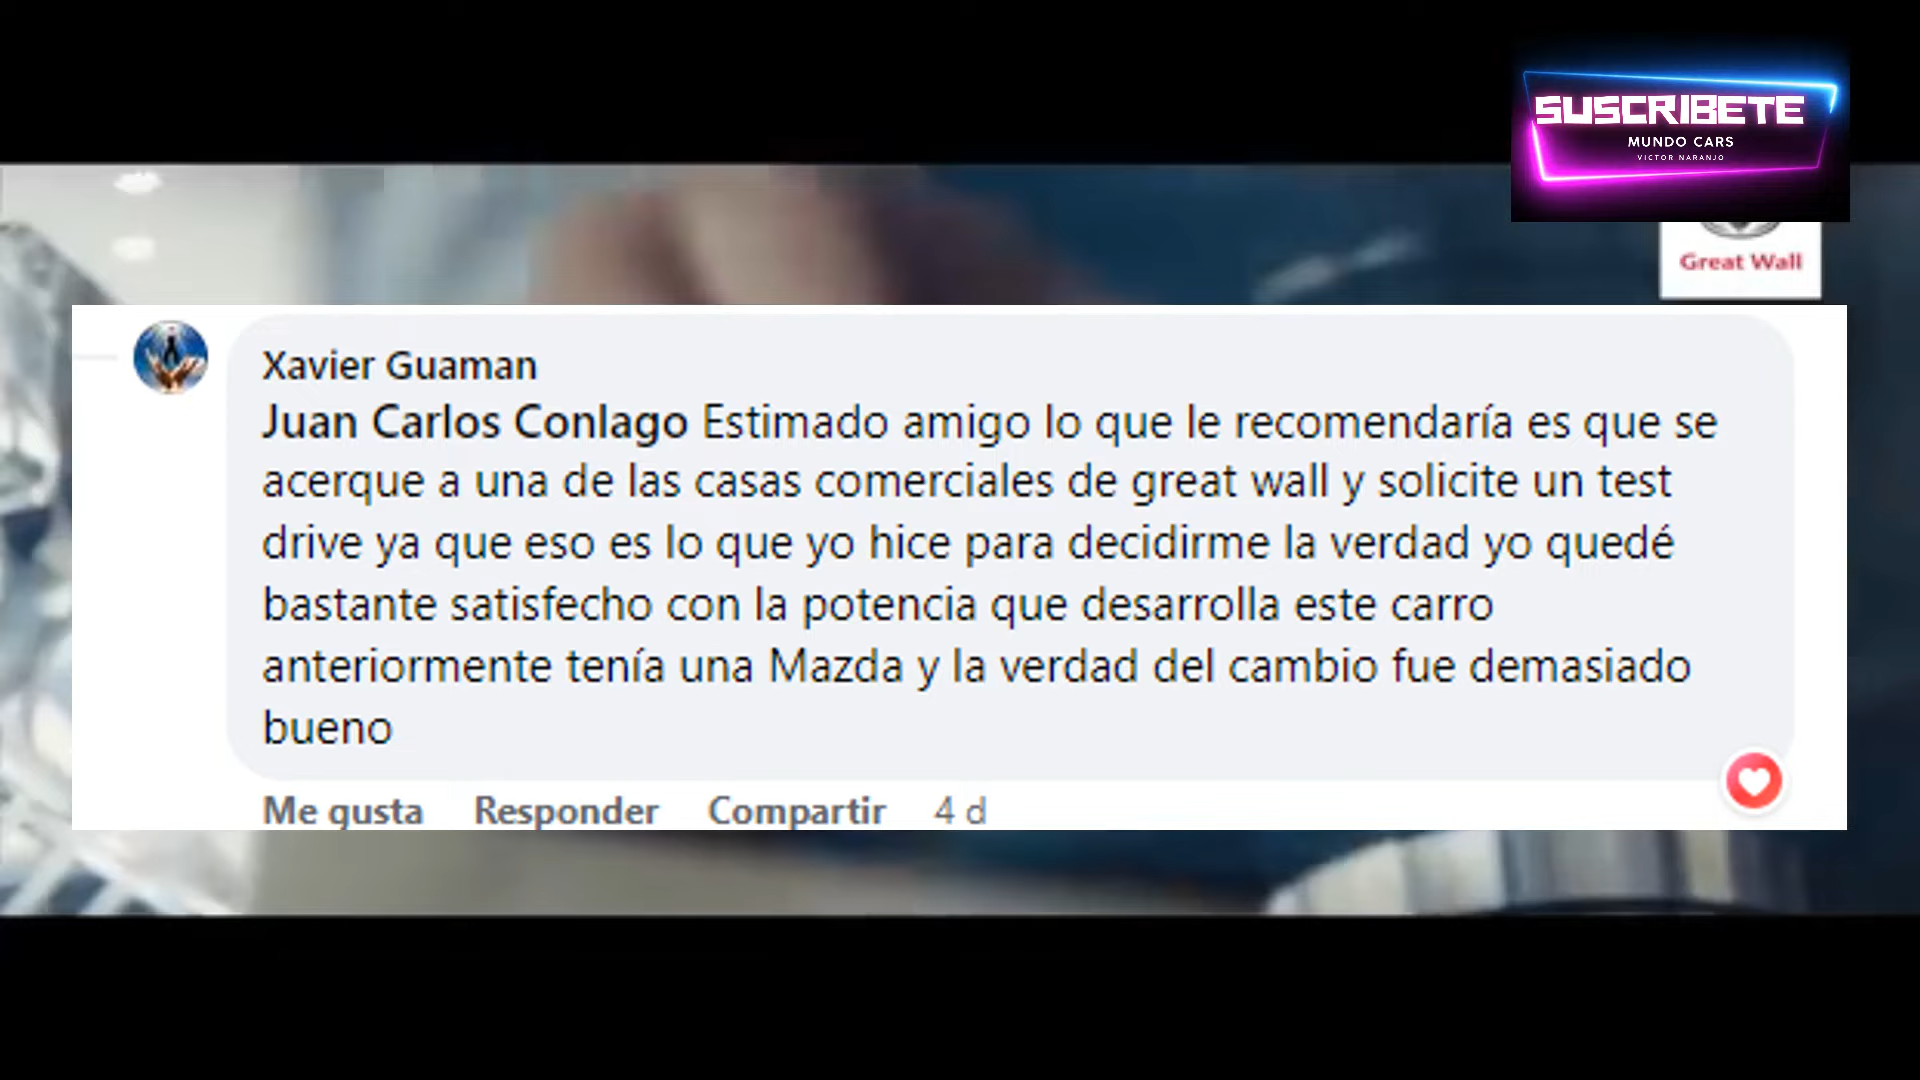 SUSCRIBETE
MUNDO CARS
VICTOR NARANJO
Great Wall
Xavier Guaman
Juan Carlos Conlago Estimado amigo lo que le recomendaría es que se
acerque a una de las casas comerciales de great wall y solicite un test
drive ya que eso es lo que yo hice para decidirme la verdad yo quedé
bastante satisfecho con la potencia que desarrolla este carro
anteriormente tenía una Mazda y la verdad del cambio fue demasiado
bueno
Me gusta Responder Compartir 4 d